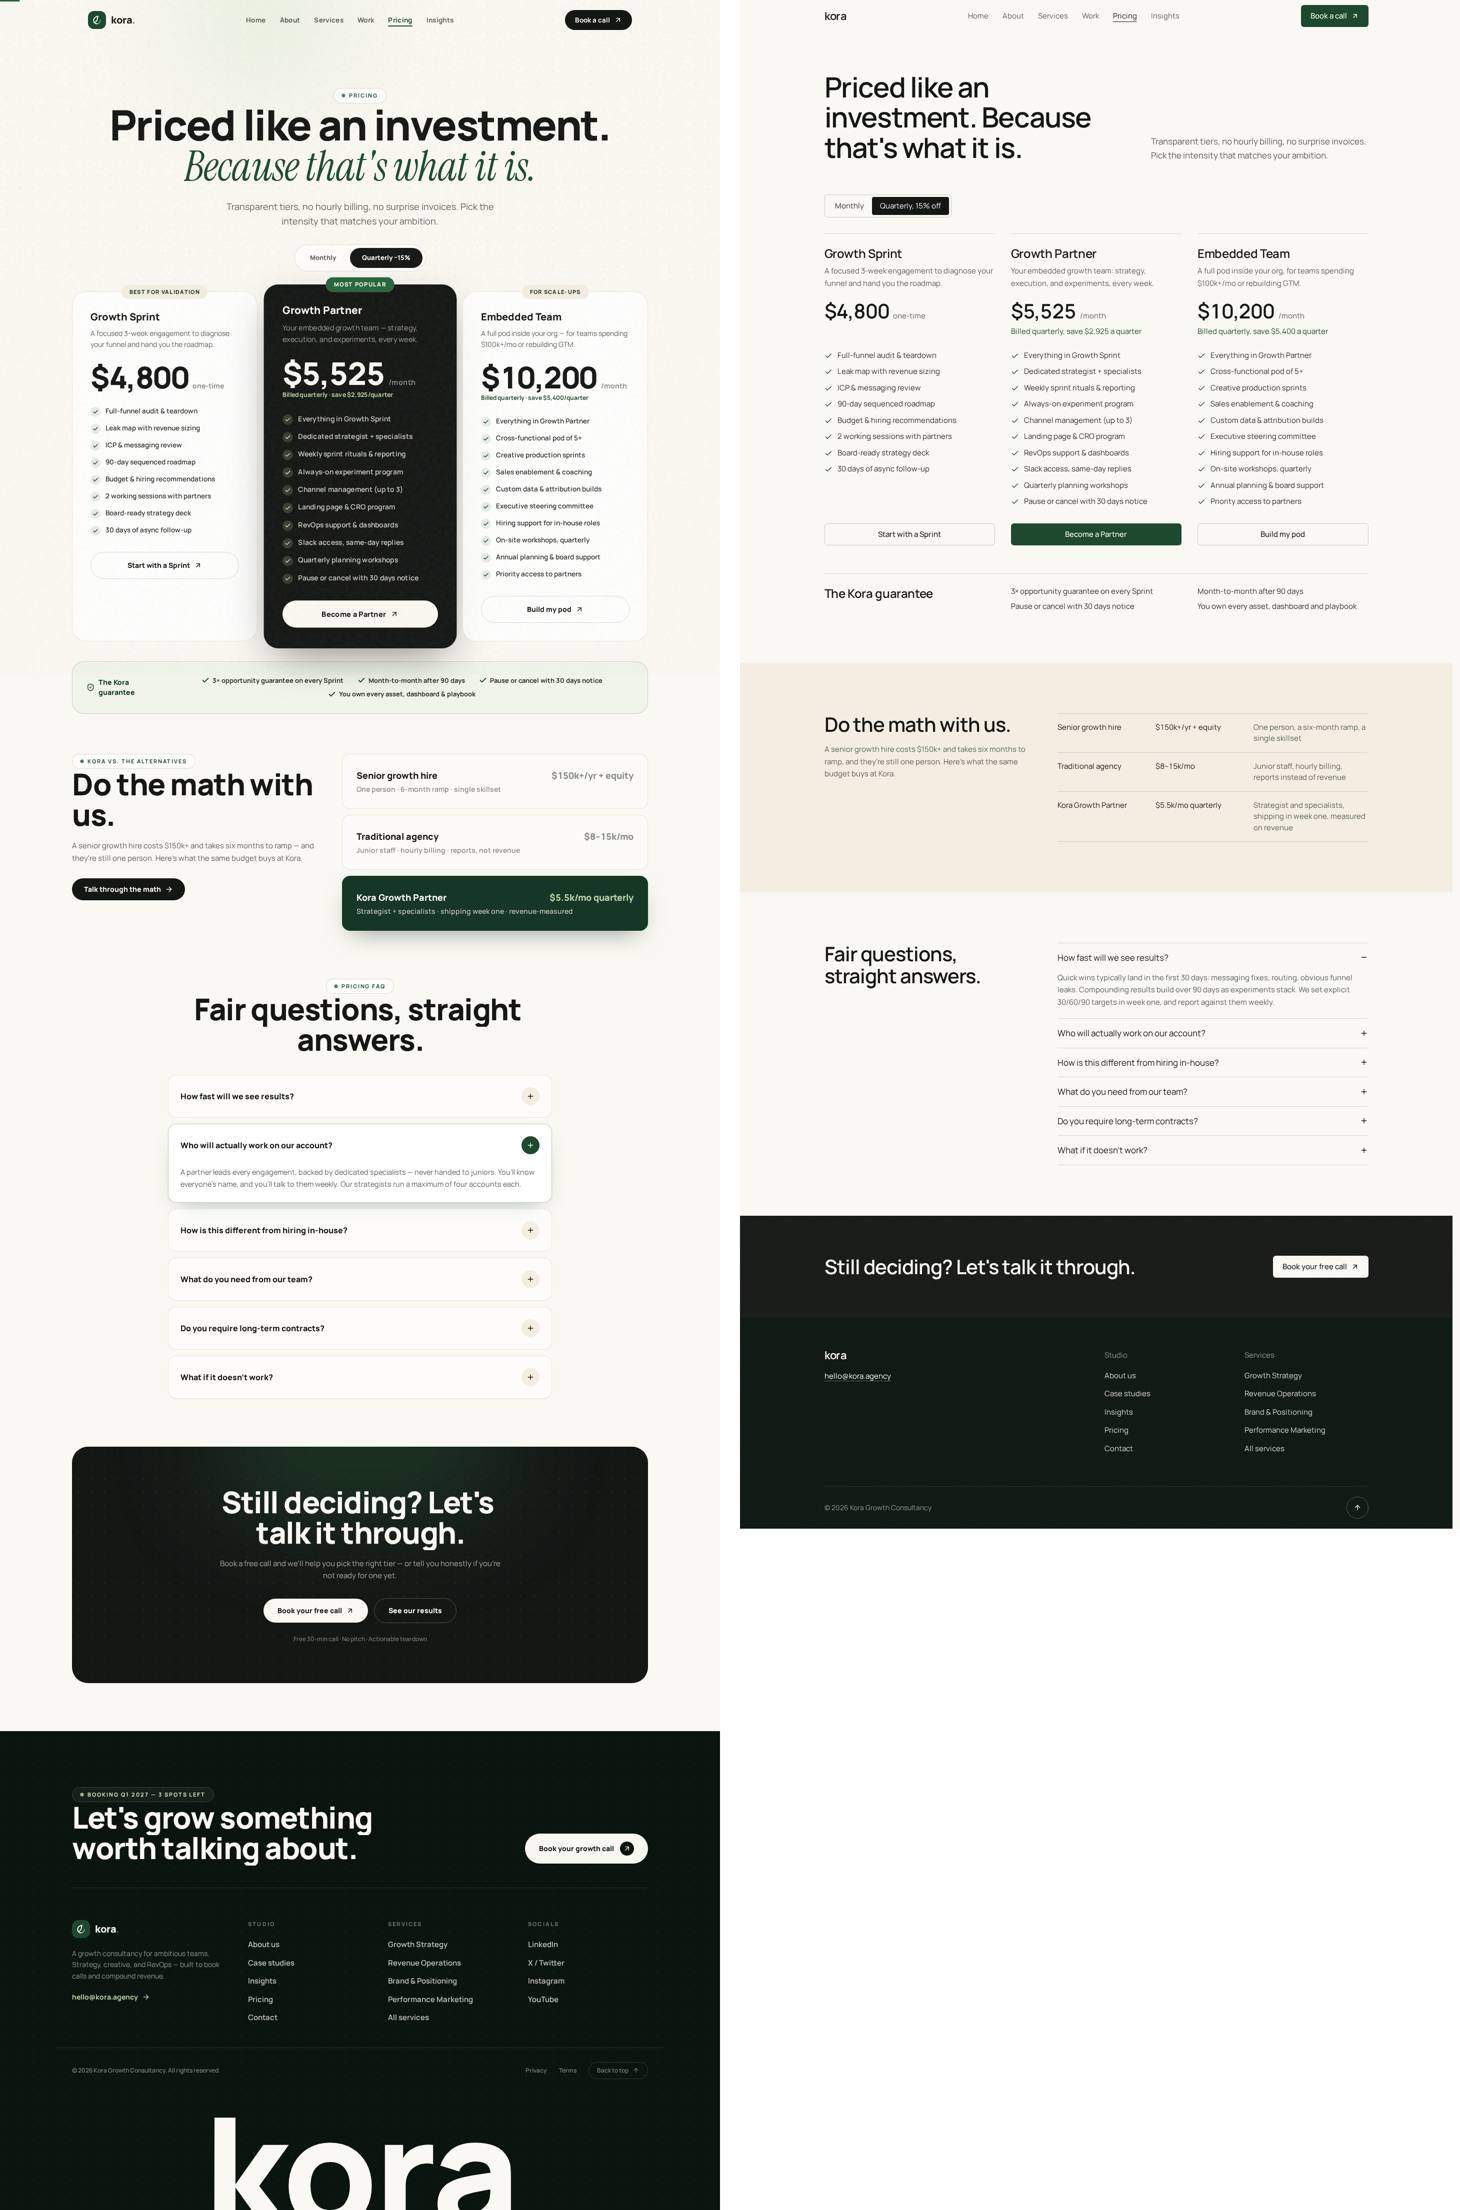 kora.
Home About Services Work Pricing Insights
Book a call
PRICING
Priced like an investment.
Because that's what it is.
Transparent tiers, no hourly billing, no surprise invoices. Pick the
intensity that matches your ambition.
Monthly Quarterly −15%
BEST FOR VALIDATION
Growth Sprint
A focused 3-week engagement to diagnose
your funnel and hand you the roadmap.
$4,800 one-time
Full-funnel audit & teardown
Leak map with revenue sizing
ICP & messaging review
90-day sequenced roadmap
Budget & hiring recommendations
2 working sessions with partners
Board-ready strategy deck
30 days of async follow-up
Start with a Sprint
MOST POPULAR
Growth Partner
Your embedded growth team — strategy,
execution, and experiments, every week.
$5,525 /month
Billed quarterly · save $2,925/quarter
Everything in Growth Sprint
Dedicated strategist + specialists
Weekly sprint rituals & reporting
Always-on experiment program
Channel management (up to 3)
Landing page & CRO program
RevOps support & dashboards
Slack access, same-day replies
Quarterly planning workshops
Pause or cancel with 30 days notice
Become a Partner
FOR SCALE-UPS
Embedded Team
A full pod inside your org — for teams spending
$100k+/mo or rebuilding GTM.
$10,200 /month
Billed quarterly · save $5,400/quarter
Everything in Growth Partner
Cross-functional pod of 5+
Creative production sprints
Sales enablement & coaching
Custom data & attribution builds
Executive steering committee
Hiring support for in-house roles
On-site workshops, quarterly
Annual planning & board support
Priority access to partners
Build my pod
The Kora
guarantee
3× opportunity guarantee on every Sprint
Month-to-month after 90 days
Pause or cancel with 30 days notice
You own every asset, dashboard & playbook
KORA VS. THE ALTERNATIVES
Do the math with
us.
A senior growth hire costs $150k+ and takes six months to ramp — and
they're still one person. Here's what the same budget buys at Kora.
Talk through the math
Senior growth hire $150k+/yr + equity
One person · 6-month ramp · single skillset
Traditional agency $8–15k/mo
Junior staff · hourly billing · reports, not revenue
Kora Growth Partner $5.5k/mo quarterly
Strategist + specialists · shipping week one · revenue-measured
PRICING FAQ
Fair questions, straight
answers.
How fast will we see results?
Who will actually work on our account?
A partner leads every engagement, backed by dedicated specialists — never handed to juniors. You'll know
everyone's name, and you'll talk to them weekly. Our strategists run a maximum of four accounts each.
How is this different from hiring in-house?
What do you need from our team?
Do you require long-term contracts?
What if it doesn't work?
Still deciding? Let's
talk it through.
Book a free call and we'll help you pick the right tier — or tell you honestly if you're
not ready for one yet.
Book your free call
See our results
Free 30-min call · No pitch · Actionable teardown
BOOKING Q1 2027 — 3 SPOTS LEFT
Let's grow something
worth talking about.
Book your growth call
kora.
A growth consultancy for ambitious teams.
Strategy, creative, and RevOps — built to book
calls and compound revenue.
hello@kora.agency
STUDIO
About us
Case studies
Insights
Pricing
Contact
SERVICES
Growth Strategy
Revenue Operations
Brand & Positioning
Performance Marketing
All services
SOCIALS
LinkedIn
X / Twitter
Instagram
YouTube
© 2026 Kora Growth Consultancy. All rights reserved.
Privacy Terms Back to top
kora
kora
Home About Services Work Pricing Insights
Book a call
Priced like an
investment. Because
that's what it is.
Transparent tiers, no hourly billing, no surprise invoices.
Pick the intensity that matches your ambition.
Monthly Quarterly, 15% off
Growth Sprint
A focused 3-week engagement to diagnose your
funnel and hand you the roadmap.
$4,800 one-time
Full-funnel audit & teardown
Leak map with revenue sizing
ICP & messaging review
90-day sequenced roadmap
Budget & hiring recommendations
2 working sessions with partners
Board-ready strategy deck
30 days of async follow-up
Start with a Sprint
Growth Partner
Your embedded growth team: strategy,
execution, and experiments, every week.
$5,525 /month
Billed quarterly, save $2,925 a quarter
Everything in Growth Sprint
Dedicated strategist + specialists
Weekly sprint rituals & reporting
Always-on experiment program
Channel management (up to 3)
Landing page & CRO program
RevOps support & dashboards
Slack access, same-day replies
Quarterly planning workshops
Pause or cancel with 30 days notice
Become a Partner
Embedded Team
A full pod inside your org, for teams spending
$100k+/mo or rebuilding GTM.
$10,200 /month
Billed quarterly, save $5,400 a quarter
Everything in Growth Partner
Cross-functional pod of 5+
Creative production sprints
Sales enablement & coaching
Custom data & attribution builds
Executive steering committee
Hiring support for in-house roles
On-site workshops, quarterly
Annual planning & board support
Priority access to partners
Build my pod
The Kora guarantee
3× opportunity guarantee on every Sprint
Pause or cancel with 30 days notice
Month-to-month after 90 days
You own every asset, dashboard and playbook
Do the math with us.
A senior growth hire costs $150k+ and takes six months to
ramp, and they're still one person. Here's what the same
budget buys at Kora.
Senior growth hire $150k+/yr + equity One person, a six-month ramp, a
single skillset
Traditional agency $8–15k/mo Junior staff, hourly billing,
reports instead of revenue
Kora Growth Partner $5.5k/mo quarterly Strategist and specialists,
shipping in week one, measured
on revenue
Fair questions,
straight answers.
How fast will we see results?
Quick wins typically land in the first 30 days: messaging fixes, routing, obvious funnel
leaks. Compounding results build over 90 days as experiments stack. We set explicit
30/60/90 targets in week one, and report against them weekly.
Who will actually work on our account?
How is this different from hiring in-house?
What do you need from our team?
Do you require long-term contracts?
What if it doesn't work?
Still deciding? Let's talk it through.
Book your free call
kora
hello@kora.agency
Studio
About us
Case studies
Insights
Pricing
Contact
Services
Growth Strategy
Revenue Operations
Brand & Positioning
Performance Marketing
All services
© 2026 Kora Growth Consultancy